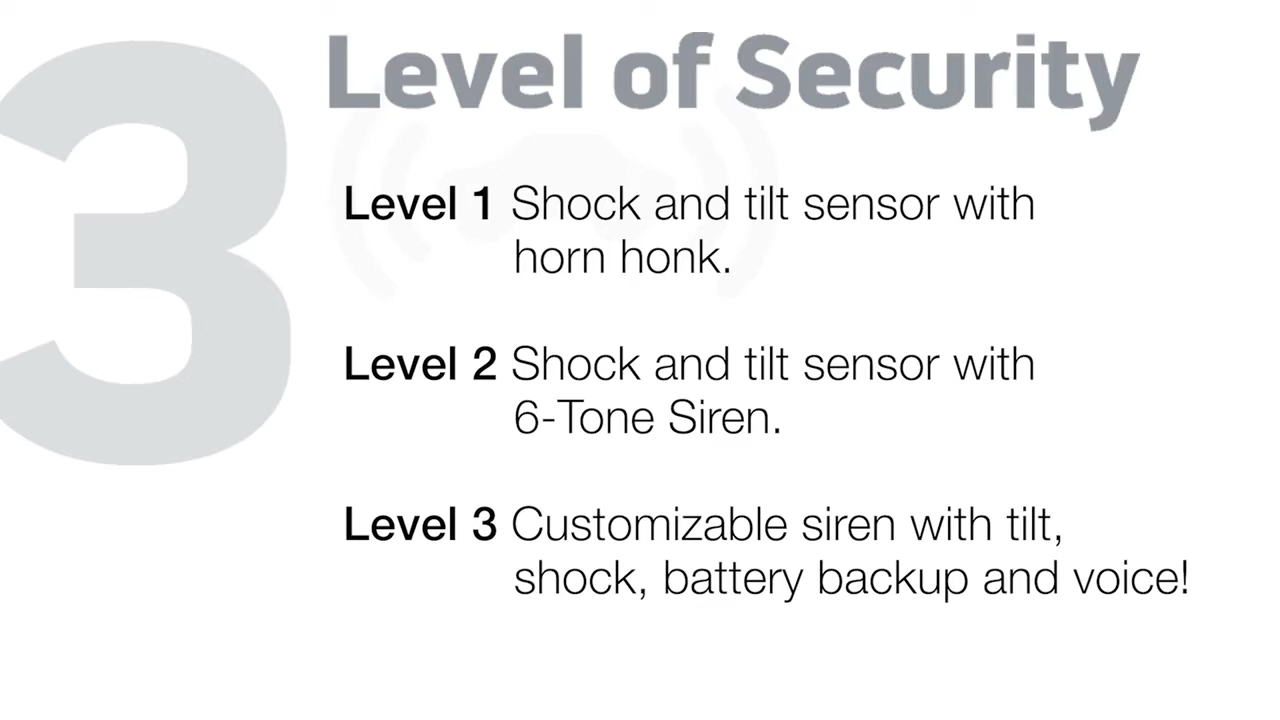 3 Level of Security
Level 1 Shock and tilt sensor with
horn honk.
Level 2 Shock and tilt sensor with
6-Tone Siren.
Level 3 Customizable siren with tilt,
shock, battery backup and voice!